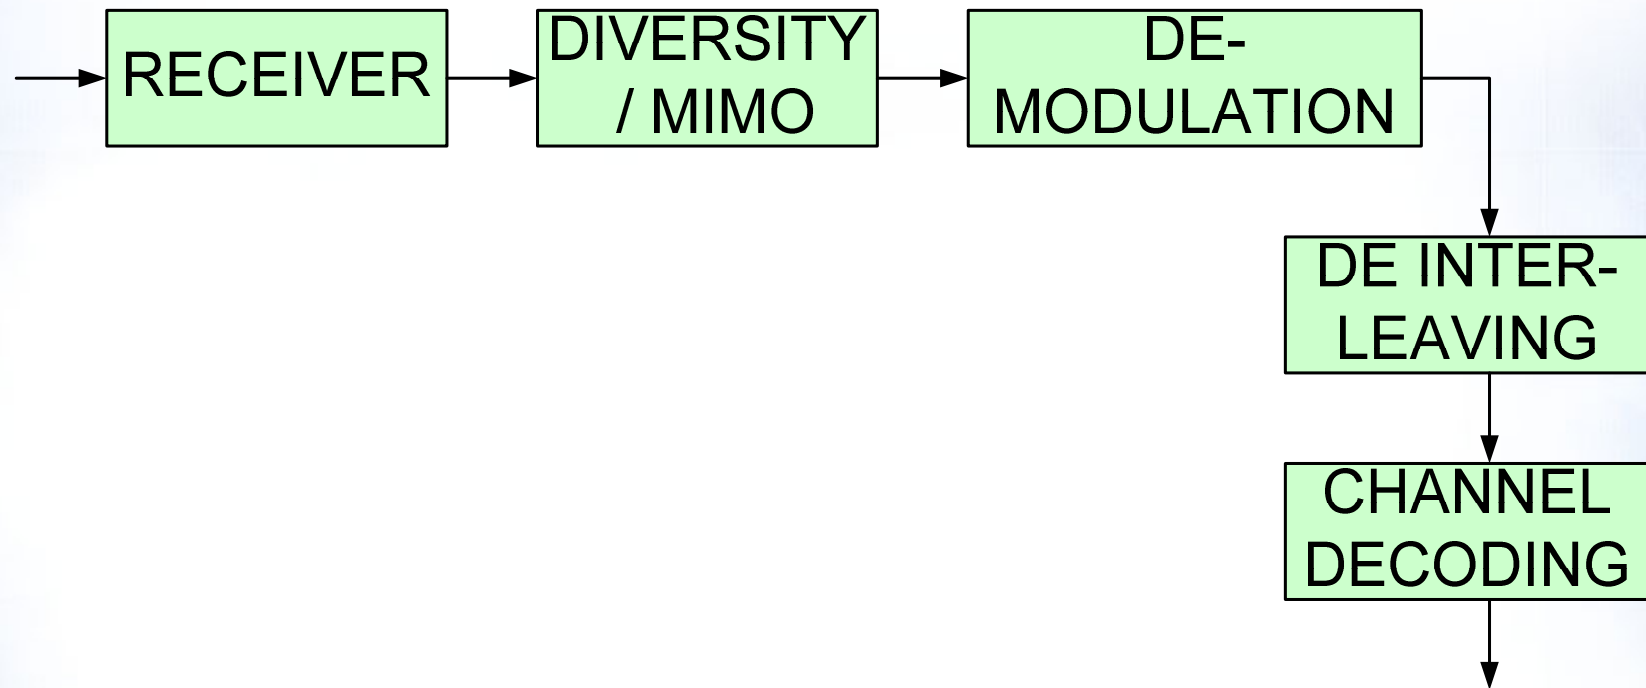 RECEIVER
DIVERSITY
/ MIMO
DE-
MODULATION
DE INTER-
LEAVING
CHANNEL
DECODING